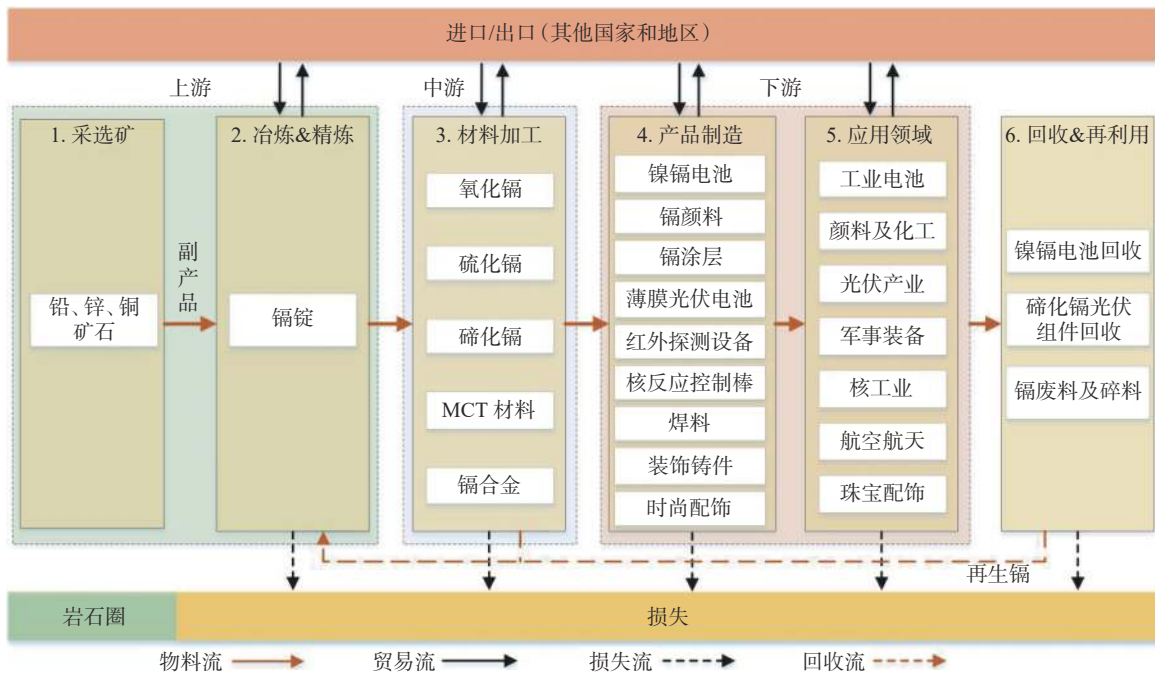 进口/出口(其他国家和地区)
上游
中游
下游
1. 采选矿
铅、锌、铜
矿石
副
产
品
2. 冶炼&精炼
镉锭
3. 材料加工
氧化镉
硫化镉
碲化镉
MCT 材料
镉合金
4. 产品制造
镍镉电池
镉颜料
镉涂层
薄膜光伏电池
红外探测设备
核反应控制棒
焊料
装饰铸件
时尚配饰
5. 应用领域
工业电池
颜料及化工
光伏产业
军事装备
核工业
航空航天
珠宝配饰
6. 回收&再利用
镍镉电池回收
碲化镉光伏
组件回收
镉废料及碎料
再生镉
岩石圈
损失
物料流
贸易流
损失流
回收流